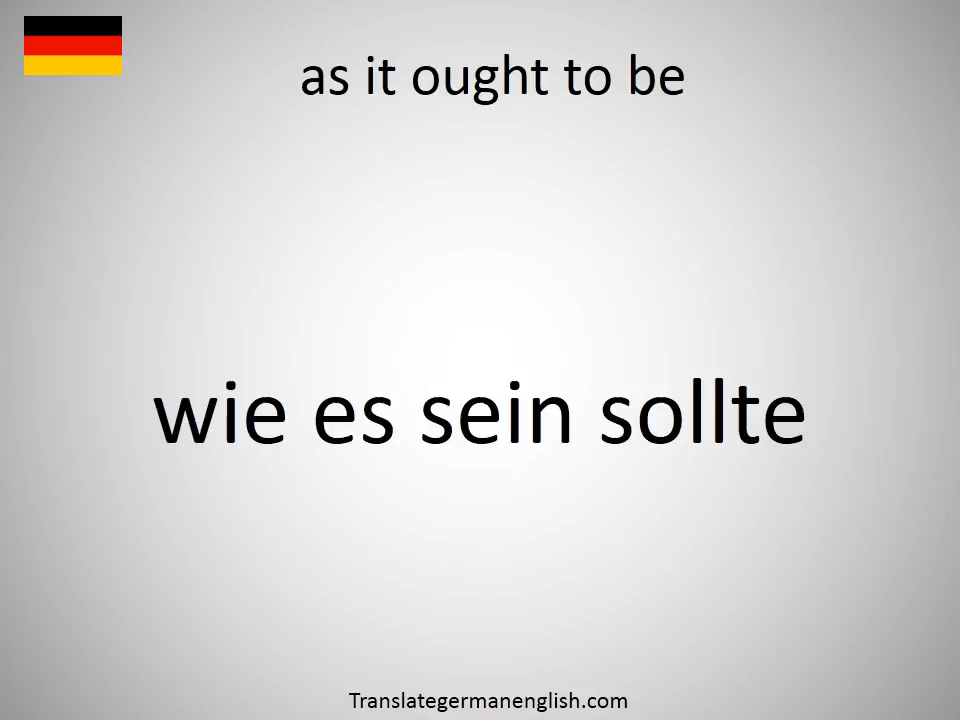 as it ought to be
wie es sein sollte
Translategermanenglish.com